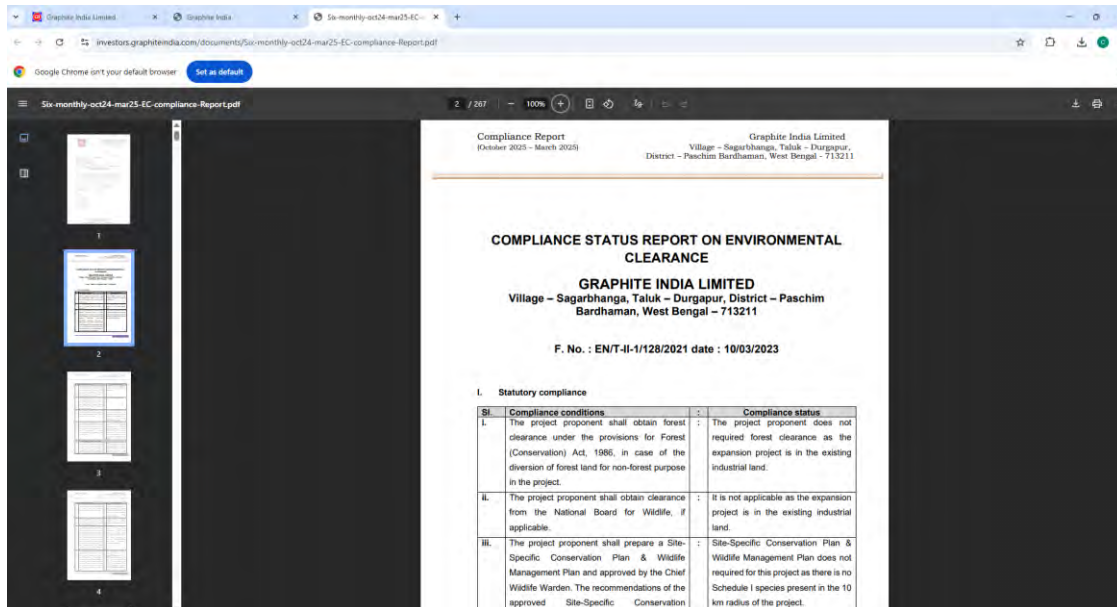 Graphite India Limited
Graphite India
Six-monthly-oct24-mar25-EC-c
investors.graphiteindia.com/documents/Six-monthly-oct24-mar25-EC-compliance-Report.pdf
Google Chrome isn't your default browser
Set as default
Six-monthly-oct24-mar25-EC-compliance-Report.pdf
2 / 267
100%
1
2
3
4
Compliance Report
(October 2025 – March 2025)
Graphite India Limited
Village – Sagarbhanga, Taluk – Durgapur,
District – Paschim Bardhaman, West Bengal - 713211
COMPLIANCE STATUS REPORT ON ENVIRONMENTAL
CLEARANCE
GRAPHITE INDIA LIMITED
Village – Sagarbhanga, Taluk – Durgapur, District – Paschim
Bardhaman, West Bengal – 713211
F. No. : EN/T-II-1/128/2021 date : 10/03/2023
I. Statutory compliance
Sl. Compliance conditions : Compliance status
i. The project proponent shall obtain forest
clearance under the provisions for Forest
(Conservation) Act, 1986, in case of the
diversion of forest land for non-forest purpose
in the project.
: The project proponent does not
required forest clearance as the
expansion project is in the existing
industrial land.
ii. The project proponent shall obtain clearance
from the National Board for Wildlife, if
applicable.
: It is not applicable as the expansion
project is in the existing industrial
land.
iii. The project proponent shall prepare a Site-
Specific Conservation Plan & Wildlife
Management Plan and approved by the Chief
Wildlife Warden. The recommendations of the
approved Site-Specific Conservation
: Site-Specific Conservation Plan &
Wildlife Management Plan does not
required for this project as there is no
Schedule I species present in the 10
km radius of the project.